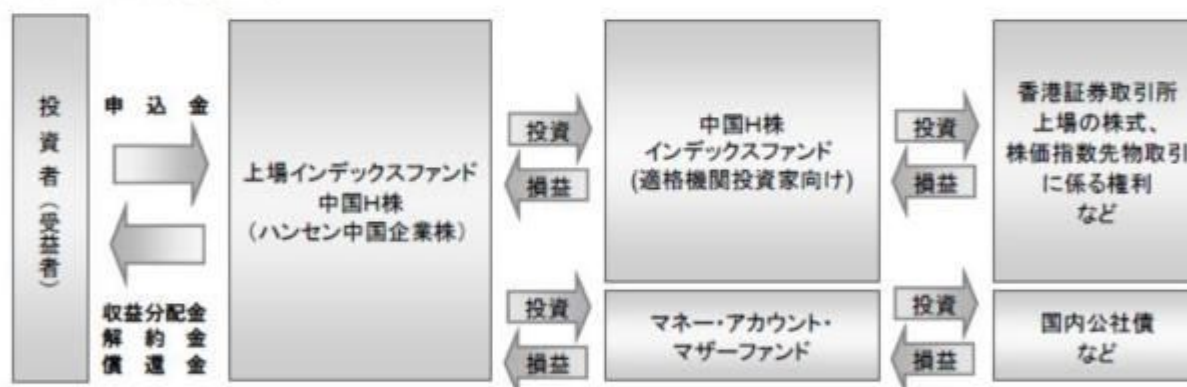 投資者(受益者)
申込金
収益分配金
解約金
償還金
上場インデックスファンド
中国H株
(ハンセン中国企業株)
投資
損益
投資
損益
中国H株
インデックスファンド
(適格機関投資家向け)
マネー・アカウント・
マザーファンド
投資
損益
投資
損益
香港証券取引所
上場の株式、
株価指数先物取引
に係る権利
など
国内公社債
など